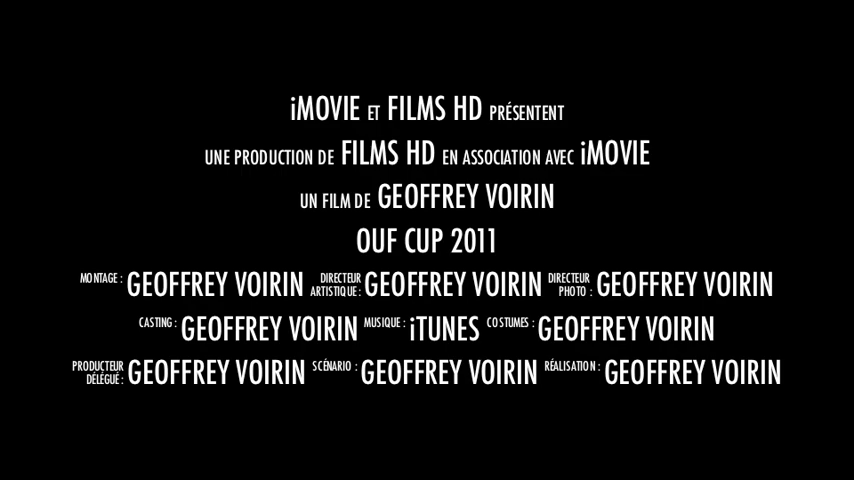 iMOVIE ET FILMS HD PRÉSENTENT
UNE PRODUCTION DE FILMS HD EN ASSOCIATION AVEC iMOVIE
UN FILM DE GEOFFREY VOIRIN
OUF CUP 2011
MONTAGE : GEOFFREY VOIRIN DIRECTEUR ARTISTIQUE : GEOFFREY VOIRIN DIRECTEUR PHOTO : GEOFFREY VOIRIN
CASTING : GEOFFREY VOIRIN MUSIQUE : iTUNES COSTUMES : GEOFFREY VOIRIN
PRODUCTEUR DÉLÉGUÉ : GEOFFREY VOIRIN SCÉNARIO : GEOFFREY VOIRIN RÉALISATION : GEOFFREY VOIRIN